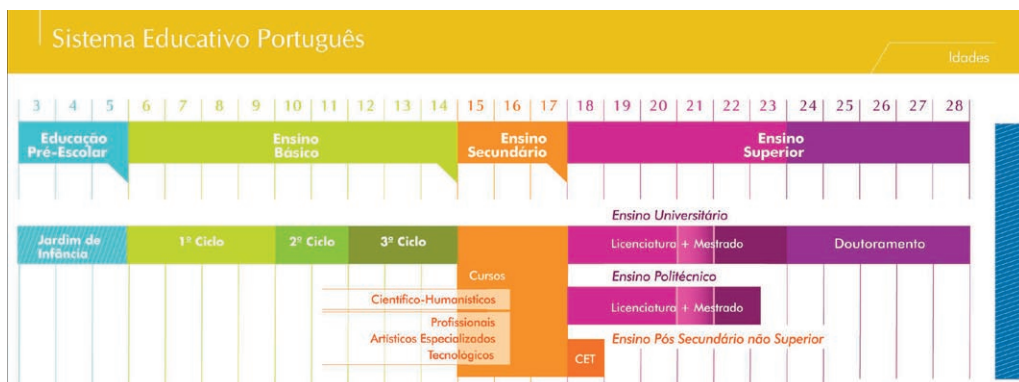 Sistema Educativo Português
Idades
3 4 5 6 7 8 9 10 11 12 13 14 15 16 17 18 19 20 21 22 23 24 25 26 27 28
Educação
Pré-Escolar
Ensino
Básico
Ensino
Secundário
Ensino
Superior
Ensino Universitário
Jardim de
Infância
1º Ciclo
2º Ciclo
3º Ciclo
Licenciatura + Mestrado
Doutoramento
Cursos
Ensino Politécnico
Científico-Humanísticos
Licenciatura + Mestrado
Profissionais
Artísticos Especializados
Tecnológicos
Ensino Pós Secundário não Superior
CET